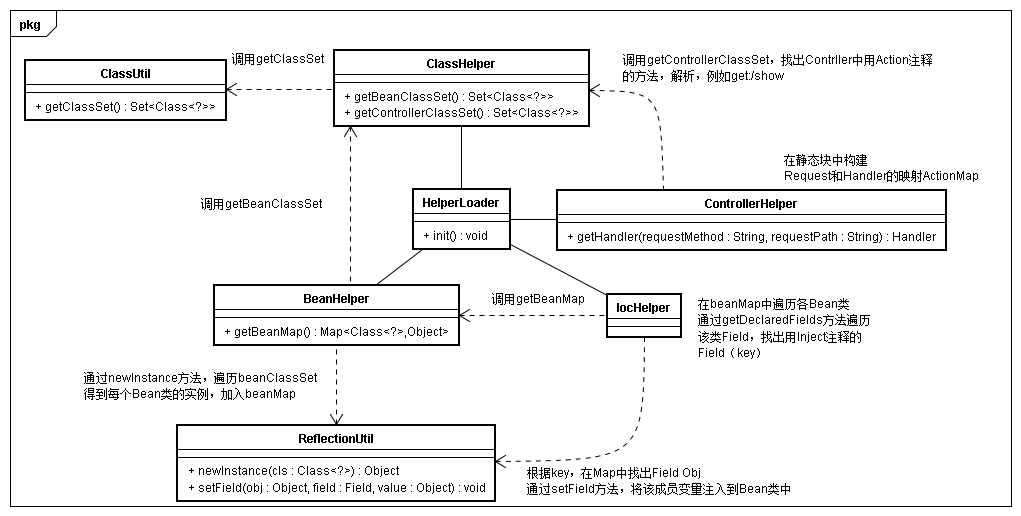 pkg
ClassUtil
+ getClassSet() : Set<Class<?>>
调用getClassSet
ClassHelper
+ getBeanClassSet() : Set<Class<?>>
+ getControllerClassSet() : Set<Class<?>>
调用getControllerClassSet，找出Contrller中用Action注释
的方法，解析，例如get:/show
在静态块中构建
Request和Handler的映射ActionMap
调用getBeanClassSet
HelperLoader
+ init() : void
ControllerHelper
+ getHandler(requestMethod : String, requestPath : String) : Handler
BeanHelper
+ getBeanMap() : Map<Class<?>,Object>
调用getBeanMap
IocHelper
在beanMap中遍历各Bean类
通过getDeclaredFields方法遍历
该类Field，找出用Inject注释的
Field（key）
通过newInstance方法，遍历beanClassSet
得到每个Bean类的实例，加入beanMap
ReflectionUtil
+ newInstance(cls : Class<?>) : Object
+ setField(obj : Object, field : Field, value : Object) : void
根据key，在Map中找出Field Obj
通过setField方法，将该成员变量注入到Bean类中